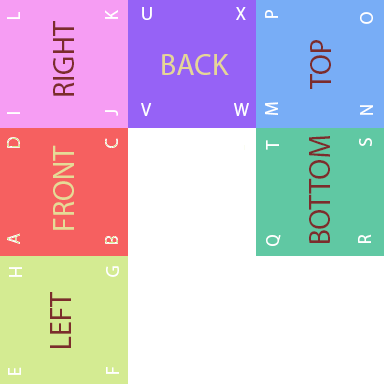 L K
RIGHT
I J
U X
BACK
V W
P O
TOP
M N
D C
FRONT
A B
T S
BOTTOM
Q R
H G
LEFT
E F